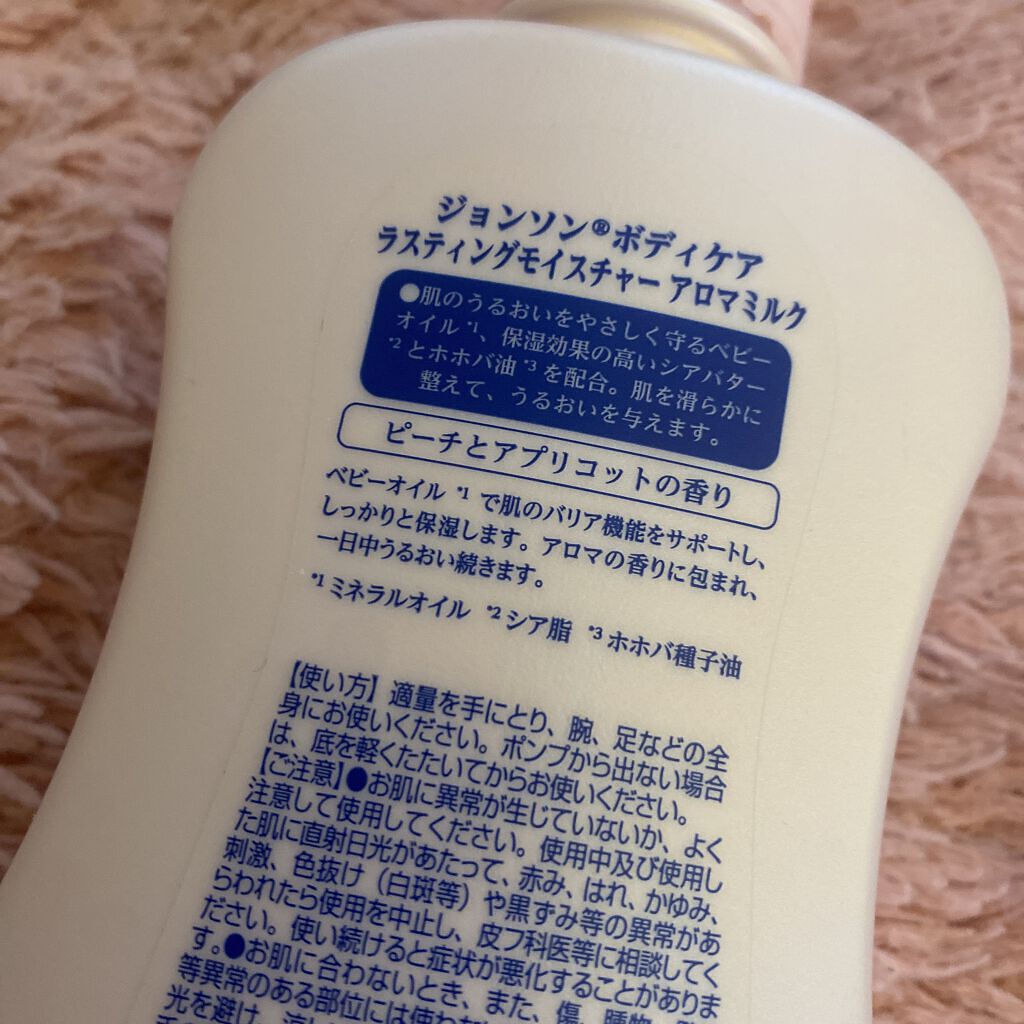 ジョンソン®ボディケア
ラスティングモイスチャー アロマミルク
●肌のうるおいをやさしく守るベビー
オイル*1、保湿効果の高いシアバター
*2とホホバ油*3を配合。肌を滑らかに
整えて、うるおいを与えます。
ピーチとアプリコットの香り
ベビーオイル*1で肌のバリア機能をサポートし、
しっかりと保湿します。アロマの香りに包まれ、
一日中うるおい続きます。
*1ミネラルオイル *2シア脂 *3ホホバ種子油
【使い方】適量を手にとり、腕、足などの全
身にお使いください。ポンプから出ない場合
は、底を軽くたたいてからお使いください。
【ご注意】●お肌に異常が生じていないか、よく
注意して使用してください。使用中及び使用し
た肌に直射日光があたって、赤み、はれ、かゆみ、
刺激、色抜け（白斑等）や黒ずみ等の異常があ
らわれたら使用を中止し、皮フ科医等に相談してく
ださい。使い続けると症状が悪化することがありま
す。●お肌に合わないとき、また、傷、腫物
等異常のある部位には使わな
光を避け、涼し